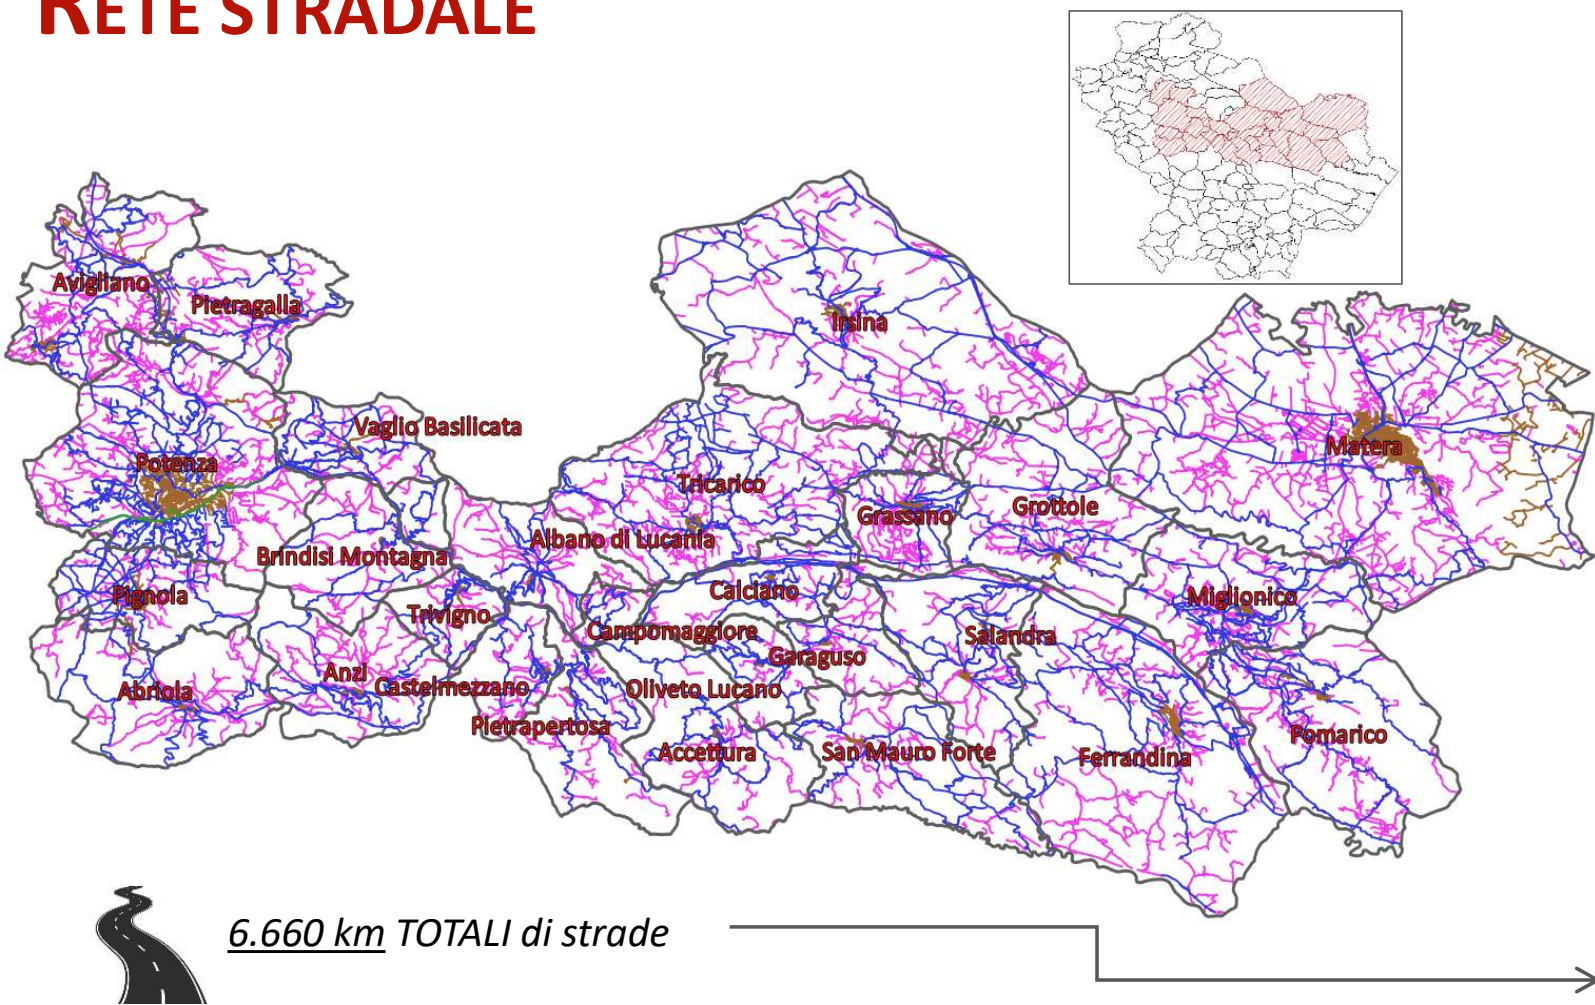 RETE STRADALE
Avigliano
Pietragalla
Irsina
Vaglio Basilicata
Potenza
Matera
Tricarico
Grassano
Grottole
Albano di Lucania
Brindisi Montagna
Calciano
Pignola
Miglionico
Trivigno
Campomaggiore
Salandra
Garaguso
Anzi
Castelmezzano
Oliveto Lucano
Abriola
Pietrapertosa
Pomarico
Accettura
San Mauro Forte
Ferrandina
6.660 km TOTALI di strade